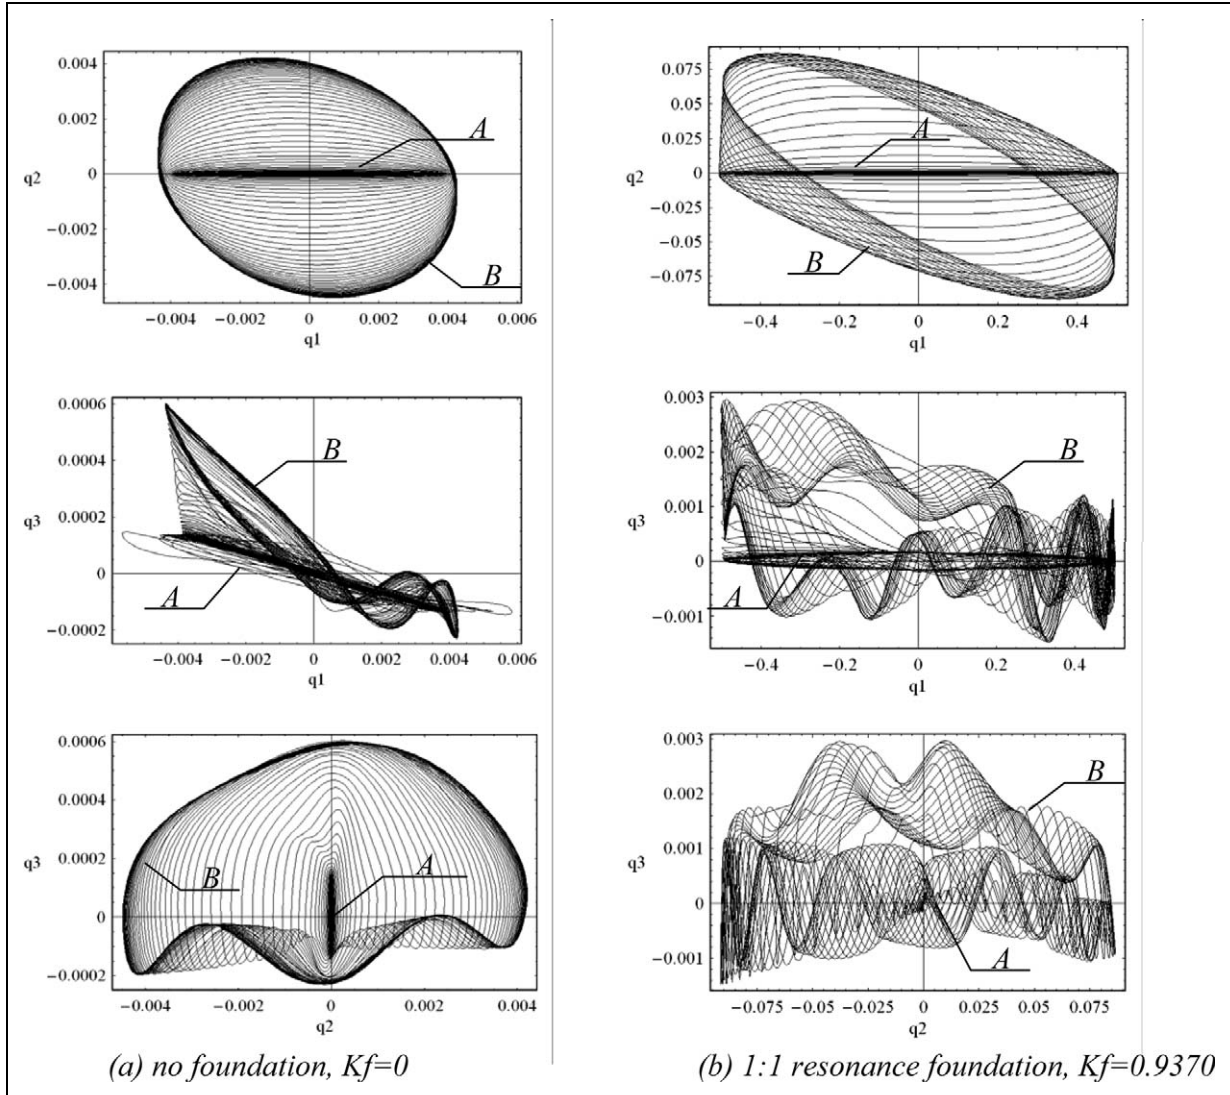 0.004
0.002
0
−0.002
−0.004
q2
A
B
−0.004 −0.002 0 0.002 0.004 0.006
q1
0.075
0.05
0.025
0
−0.025
−0.05
−0.075
q2
A
B
−0.4 −0.2 0 0.2 0.4
q1
0.0006
0.0004
0.0002
0
−0.0002
q3
B
A
−0.004 −0.002 0 0.002 0.004 0.006
q1
0.003
0.002
0.001
0
−0.001
q3
B
A
−0.4 −0.2 0 0.2 0.4
q1
0.0006
0.0004
0.0002
0
−0.0002
q3
B
A
−0.004 −0.002 0 0.002 0.004
q2
0.003
0.002
0.001
0
−0.001
q3
B
A
−0.075 −0.05 −0.025 0 0.025 0.05 0.075
q2
(a) no foundation, Kf=0
(b) 1:1 resonance foundation, Kf=0.9370